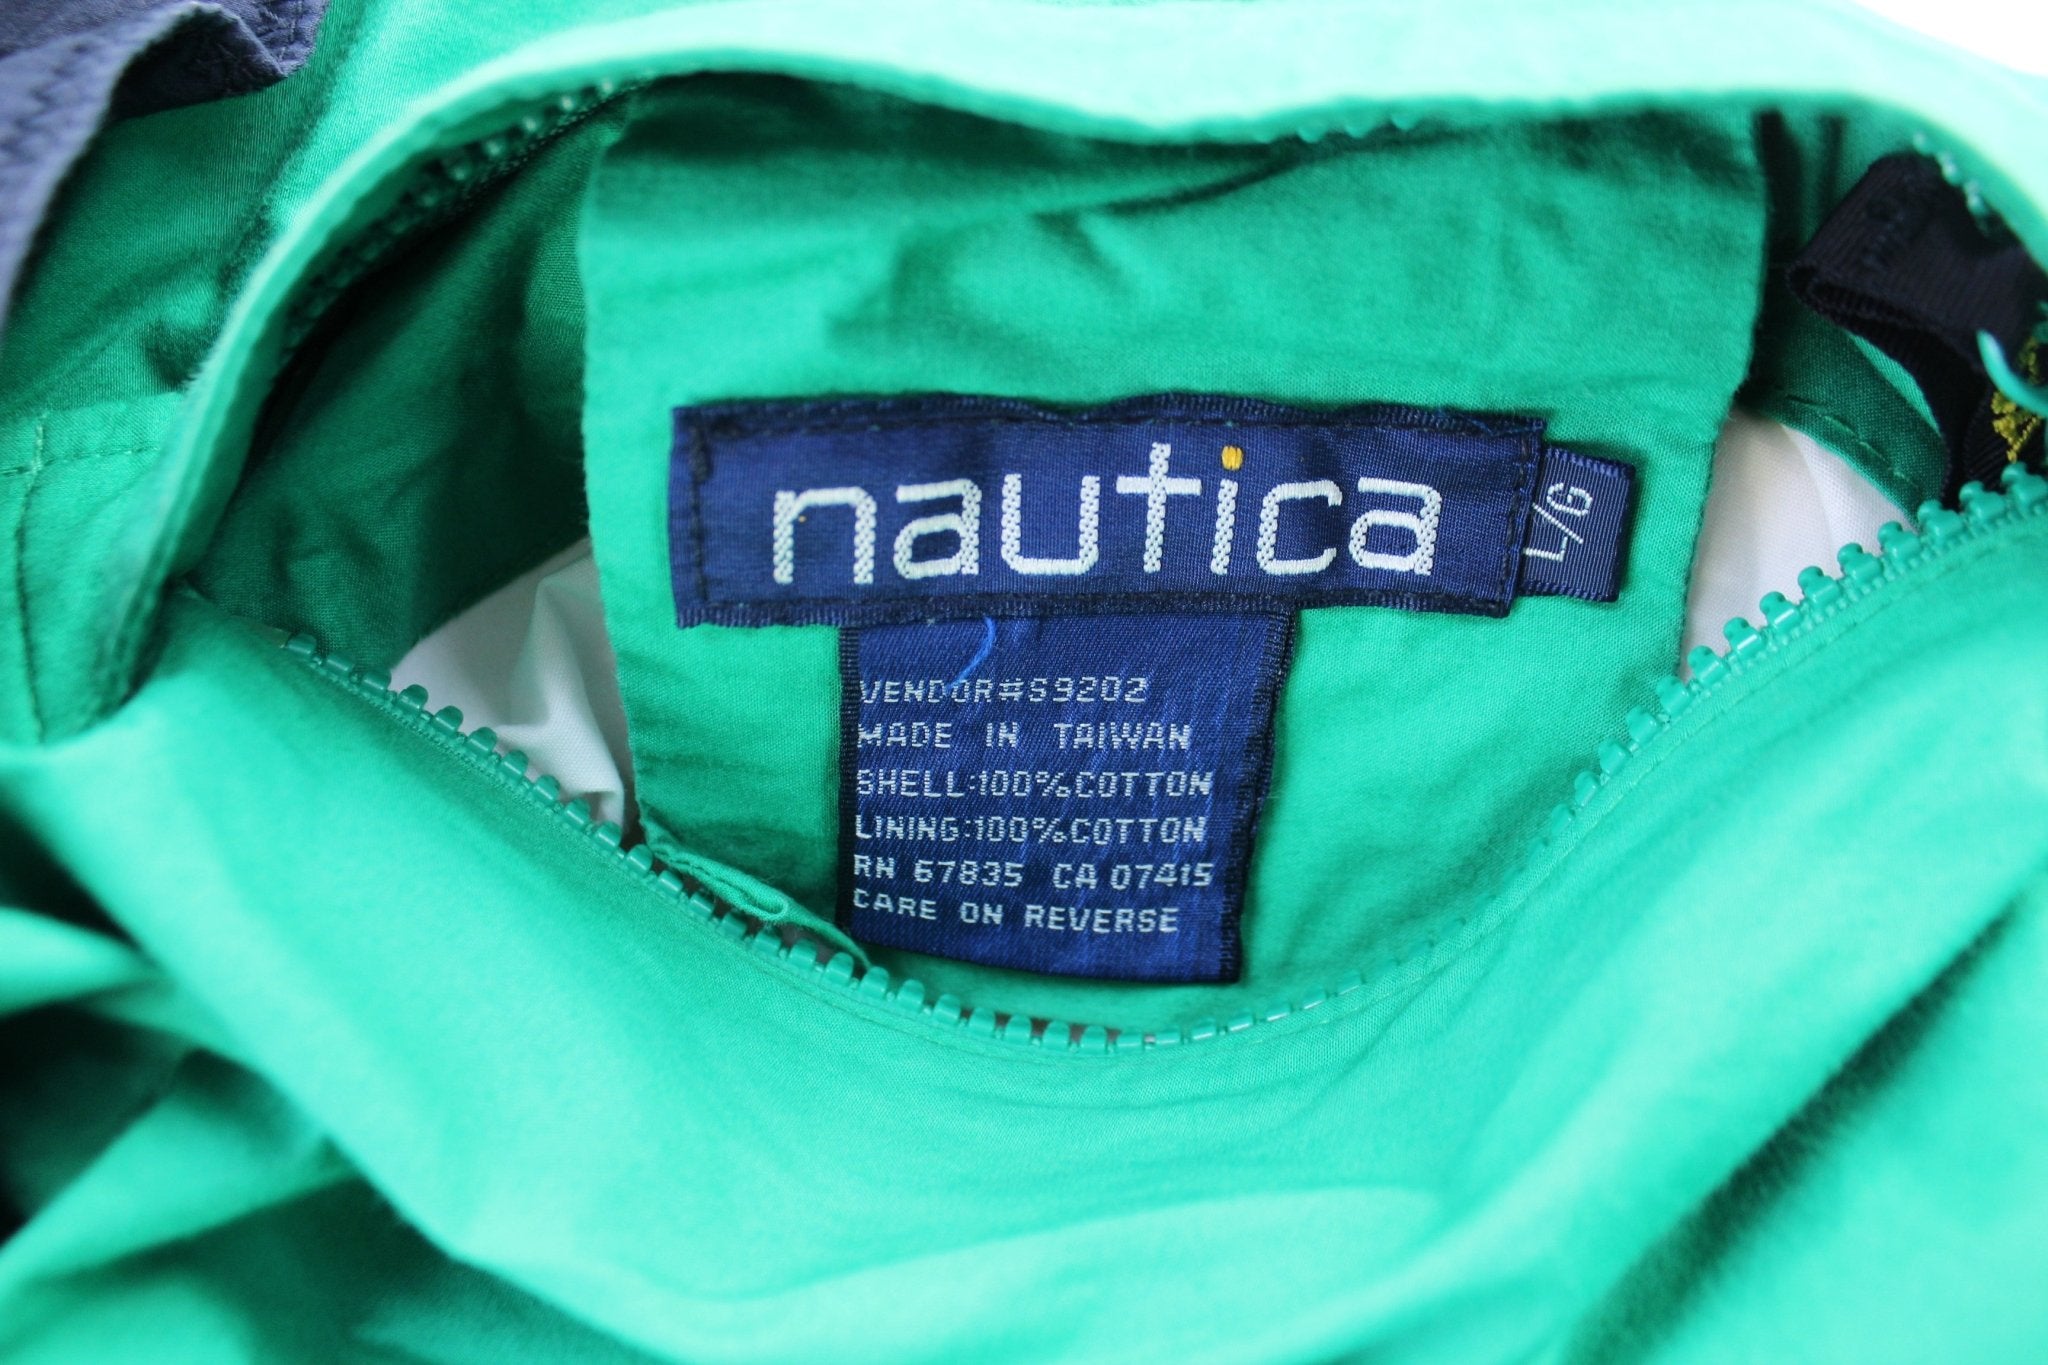 nautica
L/G
VENDOR#S9202
MADE IN TAIWAN
SHELL:100%COTTON
LINING:100%COTTON
RN 67835 CA 07415
CARE ON REVERSE